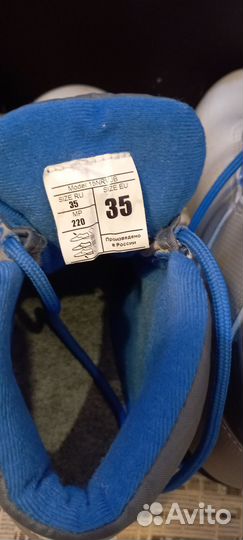 SIZE RU
SIZE EU
35
35
MP
220
Произведено
в России
Avito